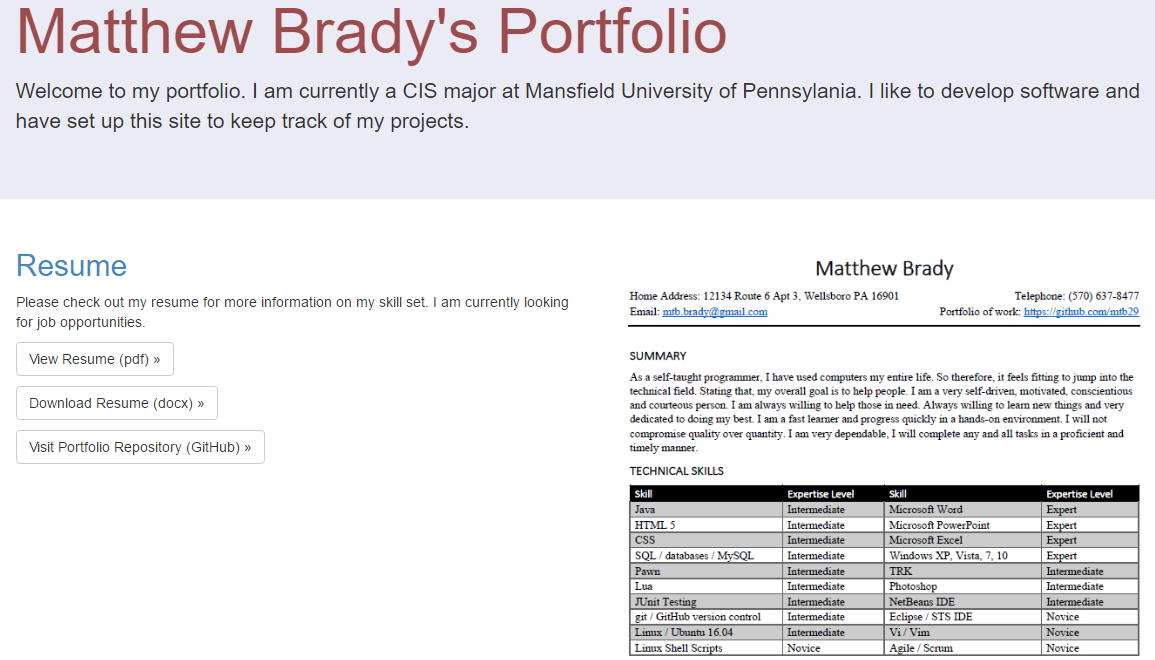 Matthew Brady's Portfolio
Welcome to my portfolio. I am currently a CIS major at Mansfield University of Pennsylania. I like to develop software and
have set up this site to keep track of my projects.
Resume
Please check out my resume for more information on my skill set. I am currently looking
for job opportunities.
View Resume (pdf) »
Download Resume (docx) »
Visit Portfolio Repository (GitHub) »
Matthew Brady
Home Address: 12134 Route 6 Apt 3, Wellsboro PA 16901 Telephone: (570) 637-8477
Email: mtb.brady@gmail.com Portfolio of work: https://github.com/mtb29
SUMMARY
As a self-taught programmer, I have used computers my entire life. So therefore, it feels fitting to jump into the
technical field. Stating that, my overall goal is to help people. I am a very self-driven, motivated, conscientious
and courteous person. I am always willing to help those in need. Always willing to learn new things and very
dedicated to doing my best. I am a fast learner and progress quickly in a hands-on environment. I will not
compromise quality over quantity. I am very dependable, I will complete any and all tasks in a proficient and
timely manner.
TECHNICAL SKILLS
Skill Expertise Level Skill Expertise Level
Java Intermediate Microsoft Word Expert
HTML 5 Intermediate Microsoft PowerPoint Expert
CSS Intermediate Microsoft Excel Expert
SQL / databases / MySQL Intermediate Windows XP, Vista, 7, 10 Expert
Pawn Intermediate TRK Intermediate
Lua Intermediate Photoshop Intermediate
JUnit Testing Intermediate NetBeans IDE Intermediate
git / GitHub version control Intermediate Eclipse / STS IDE Novice
Linux / Ubuntu 16.04 Intermediate Vi / Vim Novice
Linux Shell Scripts Novice Agile / Scrum Novice